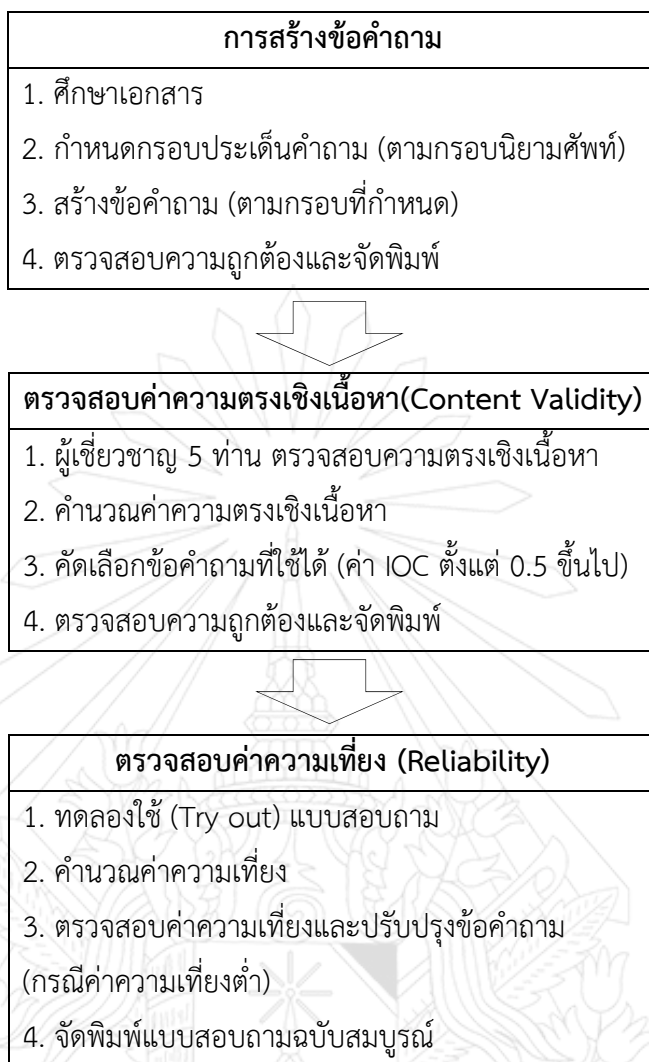 การสร้างข้อคำถาม
1. ศึกษาเอกสาร
2. กำหนดกรอบประเด็นคำถาม (ตามกรอบนิยามศัพท์)
3. สร้างข้อคำถาม (ตามกรอบที่กำหนด)
4. ตรวจสอบความถูกต้องและจัดพิมพ์
ตรวจสอบค่าความตรงเชิงเนื้อหา(Content Validity)
1. ผู้เชี่ยวชาญ 5 ท่าน ตรวจสอบความตรงเชิงเนื้อหา
2. คำนวณค่าความตรงเชิงเนื้อหา
3. คัดเลือกข้อคำถามที่ใช้ได้ (ค่า IOC ตั้งแต่ 0.5 ขึ้นไป)
4. ตรวจสอบความถูกต้องและจัดพิมพ์
ตรวจสอบค่าความเที่ยง (Reliability)
1. ทดลองใช้ (Try out) แบบสอบถาม
2. คำนวณค่าความเที่ยง
3. ตรวจสอบค่าความเที่ยงและปรับปรุงข้อคำถาม
(กรณีค่าความเที่ยงต่ำ)
4. จัดพิมพ์แบบสอบถามฉบับสมบูรณ์